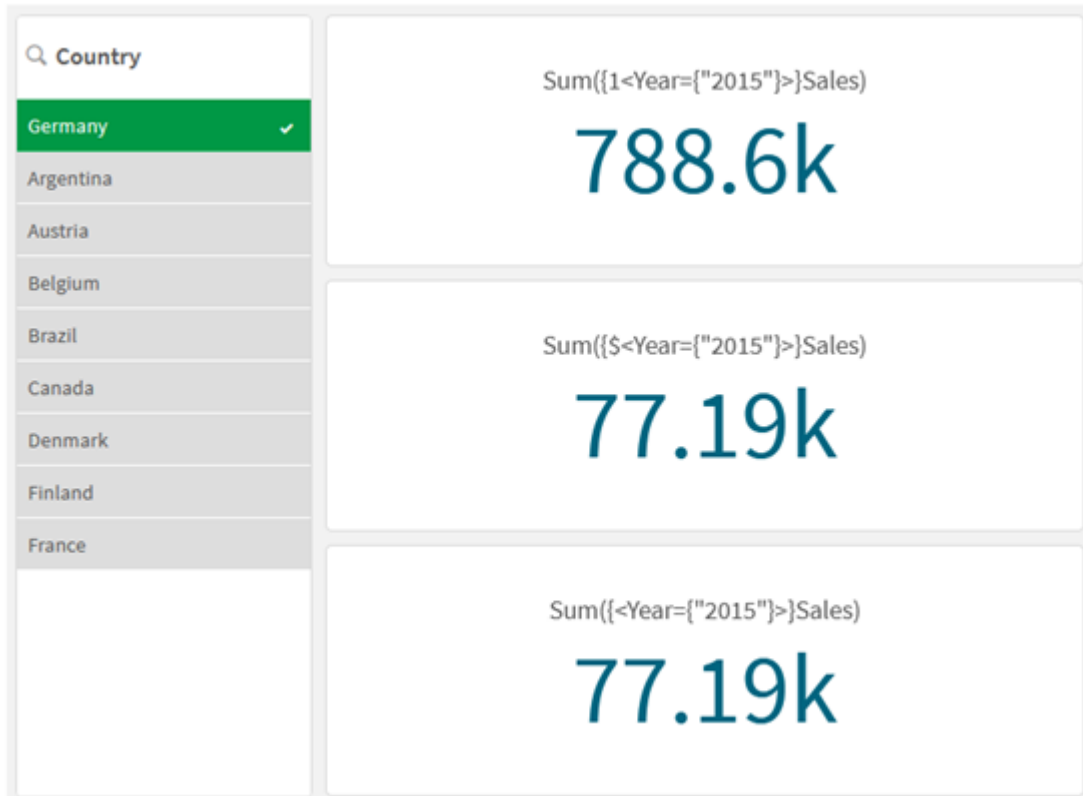 Country
Germany
Argentina
Austria
Belgium
Brazil
Canada
Denmark
Finland
France
Sum({1<Year={"2015"}>}Sales)
788.6k
Sum({$<Year={"2015"}>}Sales)
77.19k
Sum({<Year={"2015"}>}Sales)
77.19k